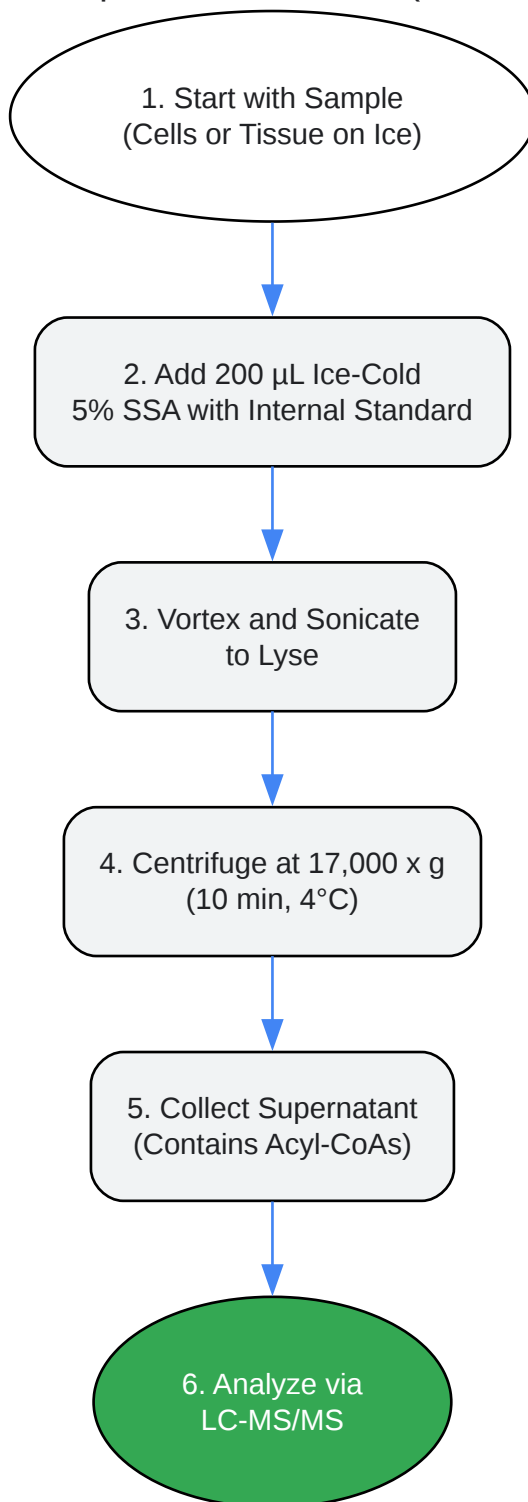 1. Start with Sample
(Cells or Tissue on Ice)
2. Add 200 µL Ice-Cold
5% SSA with Internal Standard
3. Vortex and Sonicate
to Lyse
4. Centrifuge at 17,000 x g
(10 min, 4°C)
5. Collect Supernatant
(Contains Acyl-CoAs)
6. Analyze via
LC-MS/MS